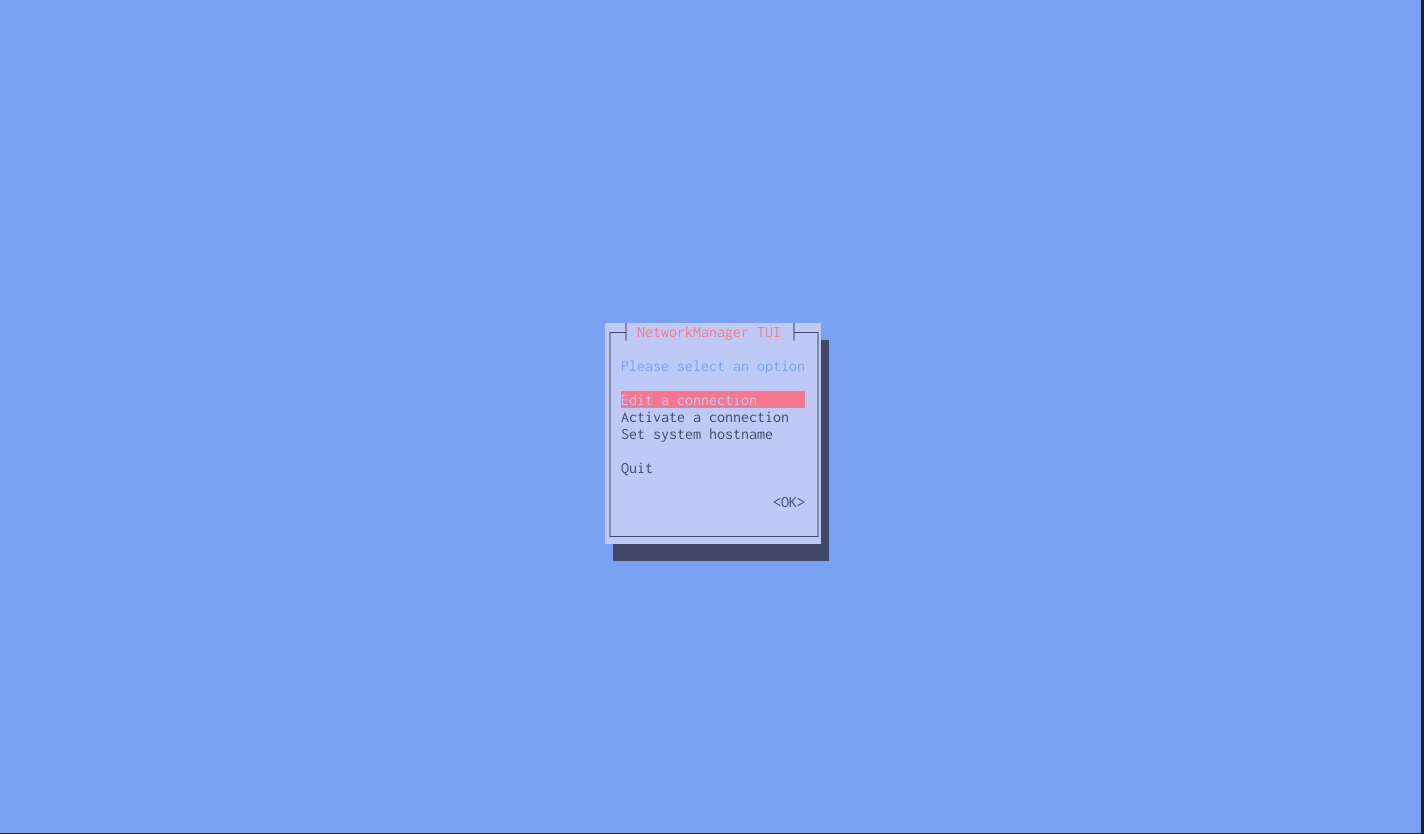 NetworkManager TUI
Please select an option
Edit a connection
Activate a connection
Set system hostname
Quit
<OK>